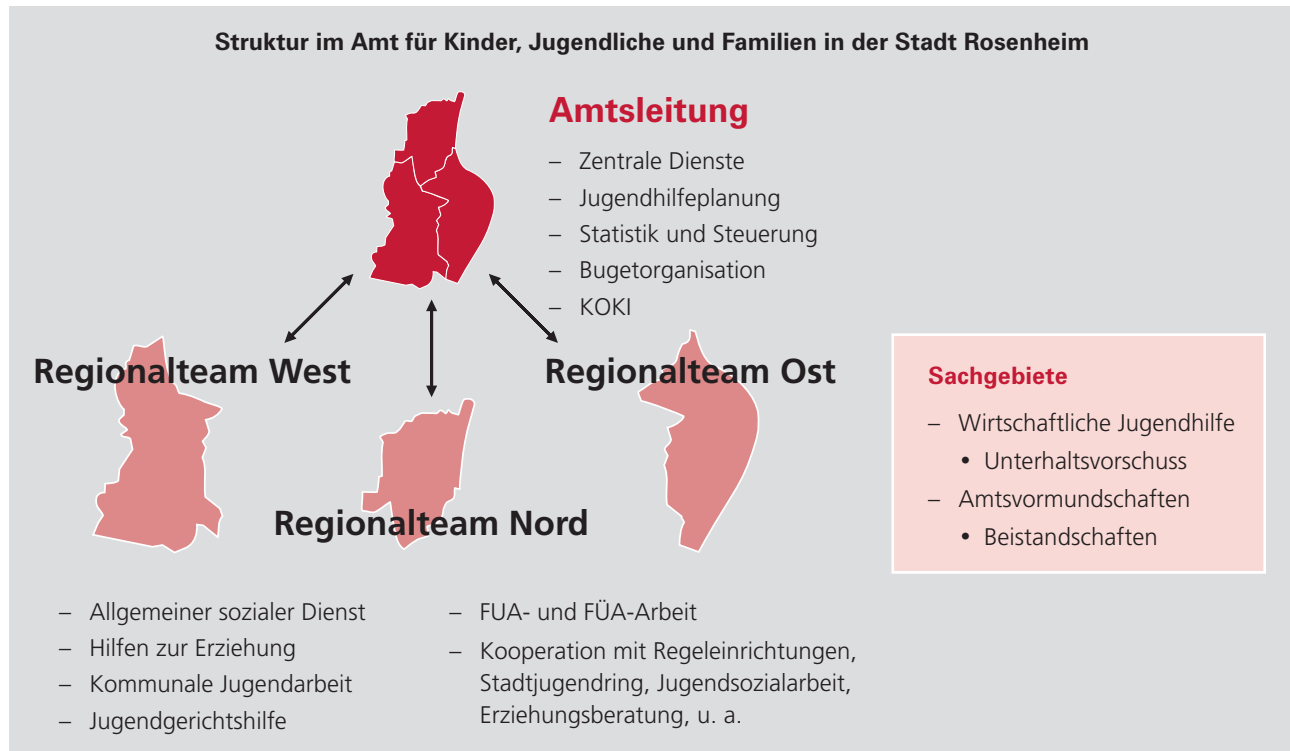 Struktur im Amt für Kinder, Jugendliche und Familien in der Stadt Rosenheim
Amtsleitung
– Zentrale Dienste
– Jugendhilfeplanung
– Statistik und Steuerung
– Bugetorganisation
– KOKI
Regionalteam West
Regionalteam Ost
Regionalteam Nord
Sachgebiete
– Wirtschaftliche Jugendhilfe
• Unterhaltsvorschuss
– Amtsvormundschaften
• Beistandschaften
– Allgemeiner sozialer Dienst
– Hilfen zur Erziehung
– Kommunale Jugendarbeit
– Jugendgerichtshilfe
– FUA- und FÜA-Arbeit
– Kooperation mit Regeleinrichtungen,
Stadtjugendring, Jugendsozialarbeit,
Erziehungsberatung, u. a.